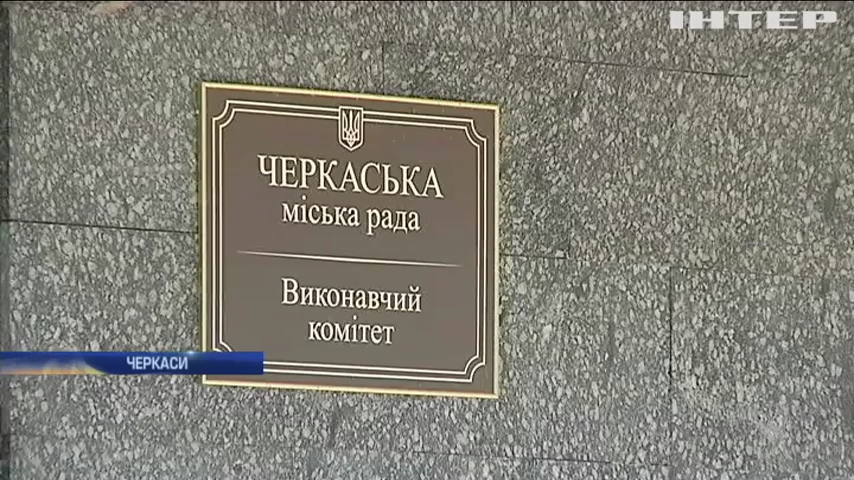 ІНТЕР
ЧЕРКАСЬКА
міська рада
Виконавчий
комітет
ЧЕРКАСИ